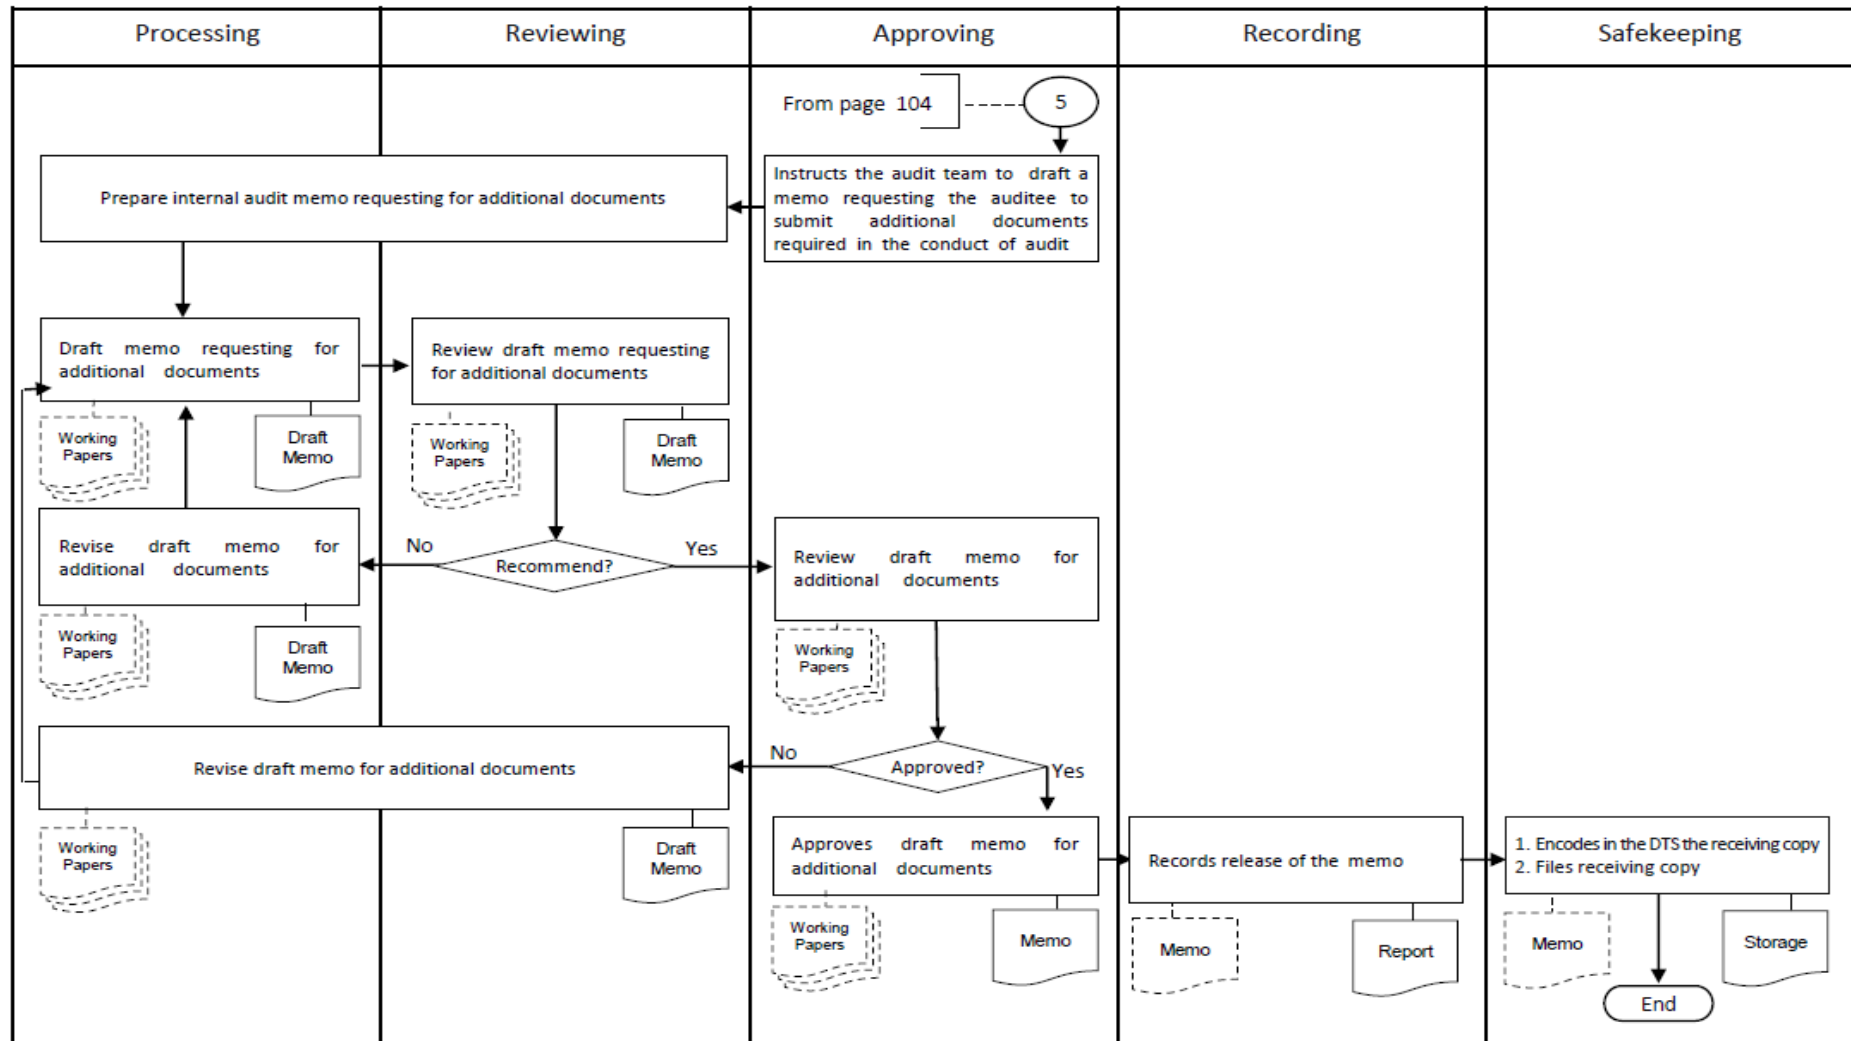 Processing
Reviewing
Approving
Recording
Safekeeping
From page 104
5
Prepare internal audit memo requesting for additional documents
Instructs the audit team to draft a
memo requesting the auditee to
submit additional documents
required in the conduct of audit
Draft memo requesting for
additional documents
Review draft memo requesting
for additional documents
Working
Papers
Draft
Memo
Working
Papers
Draft
Memo
Revise draft memo for
additional documents
No
Recommend?
Yes
Review draft memo for
additional documents
Working
Papers
Draft
Memo
Working
Papers
Revise draft memo for additional documents
No
Approved?
Yes
Working
Papers
Draft
Memo
Approves draft memo for
additional documents
Records release of the memo
1. Encodes in the DTS the receiving copy
2. Files receiving copy
Working
Papers
Memo
Memo
Report
Memo
Storage
End